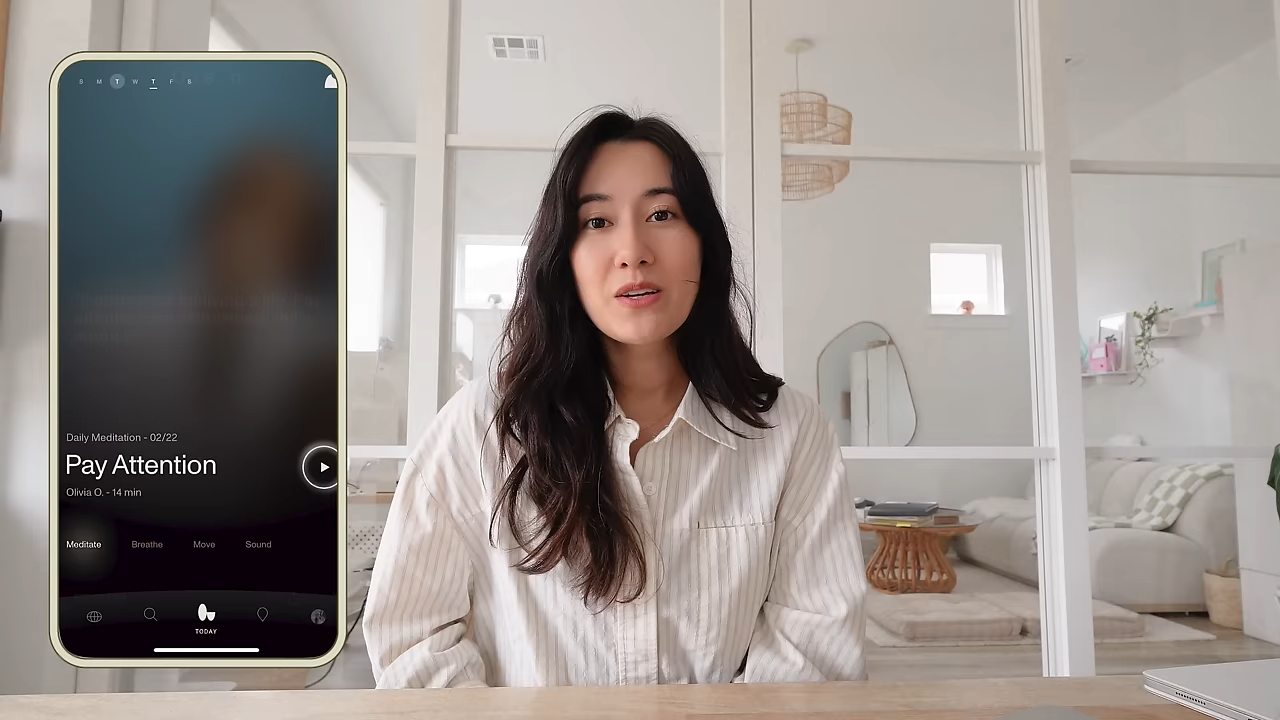 S M T W T F S
Daily Meditation - 02/22
Pay Attention
Olivia O. - 14 min
Meditate Breathe Move Sound
TODAY